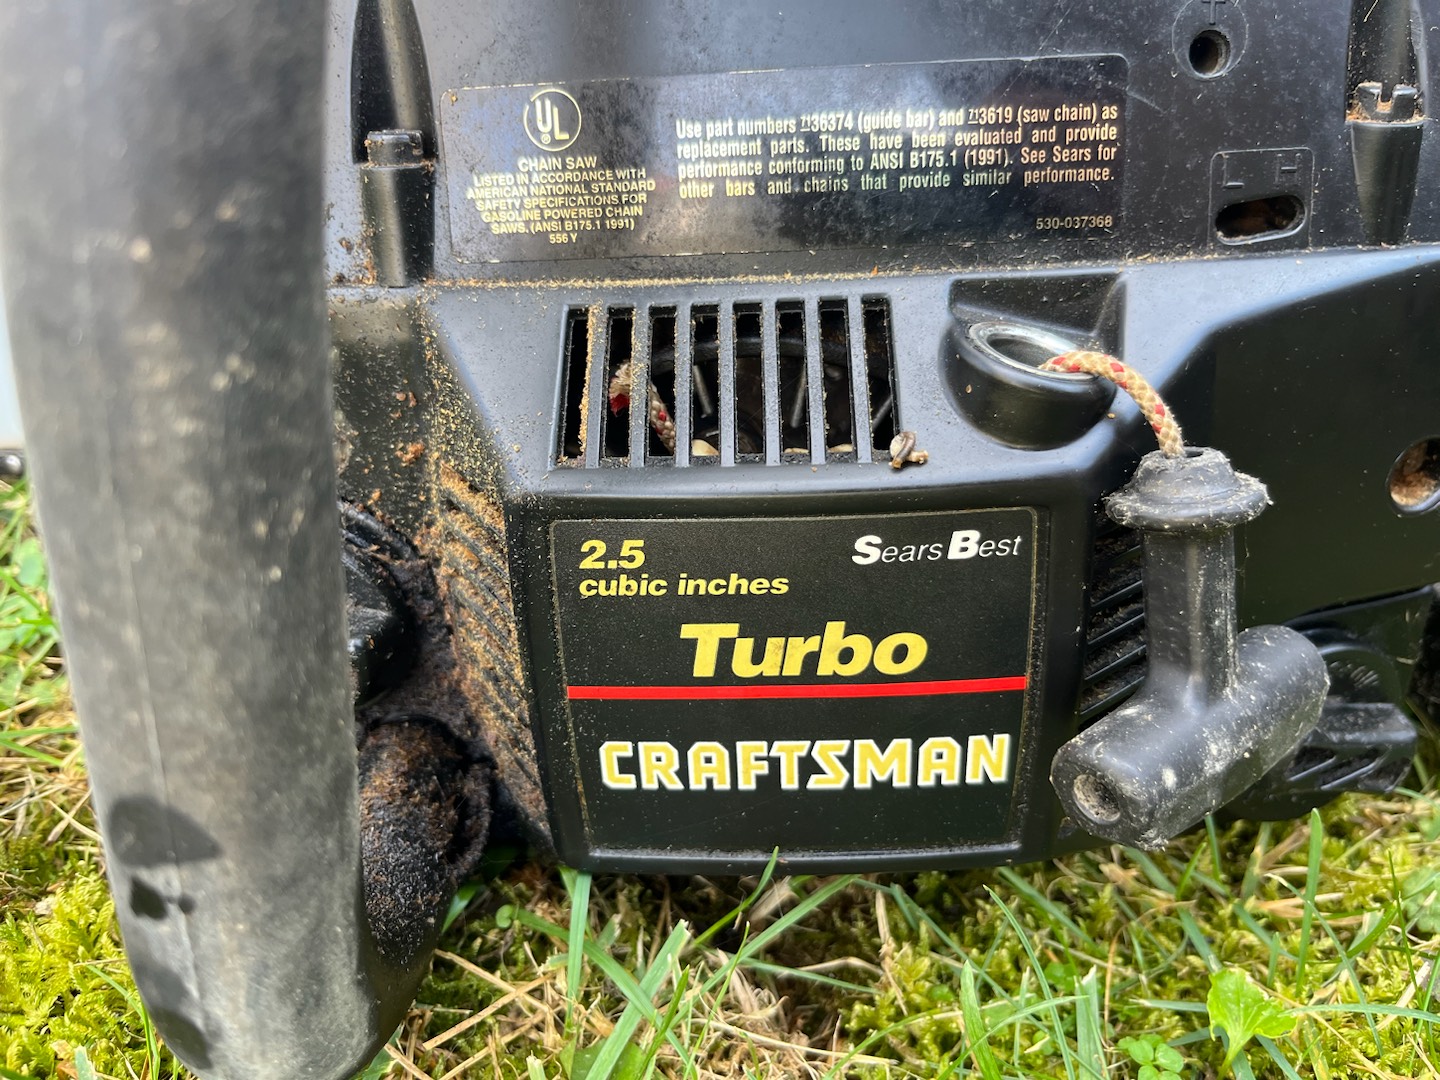 UL
®
CHAIN SAW
LISTED IN ACCORDANCE WITH
AMERICAN NATIONAL STANDARD
SAFETY SPECIFICATIONS FOR
GASOLINE POWERED CHAIN
SAWS. (ANSI B175.1 1991)
556 Y
Use part numbers 7136374 (guide bar) and 713619 (saw chain) as
replacement parts. These have been evaluated and provide
performance conforming to ANSI B175.1 (1991). See Sears for
other bars and chains that provide similar performance.
530-037368
L H
2.5
cubic inches
Sears Best
Turbo
CRAFTSMAN